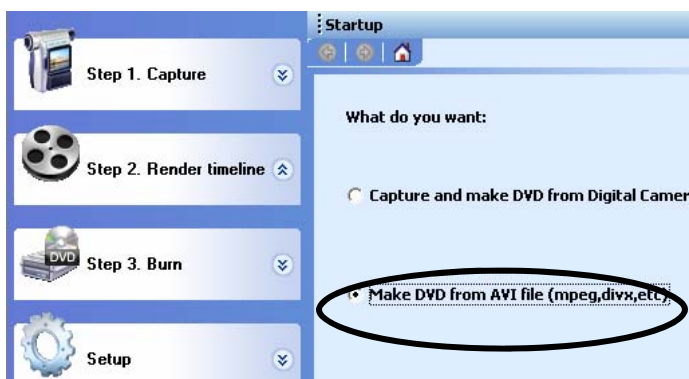 Startup
Step 1. Capture
What do you want:
Step 2. Render timeline
Capture and make DVD from Digital Camer
DVD
Step 3. Burn
Make DVD from AVI file (mpeg,divx,etc)
Setup